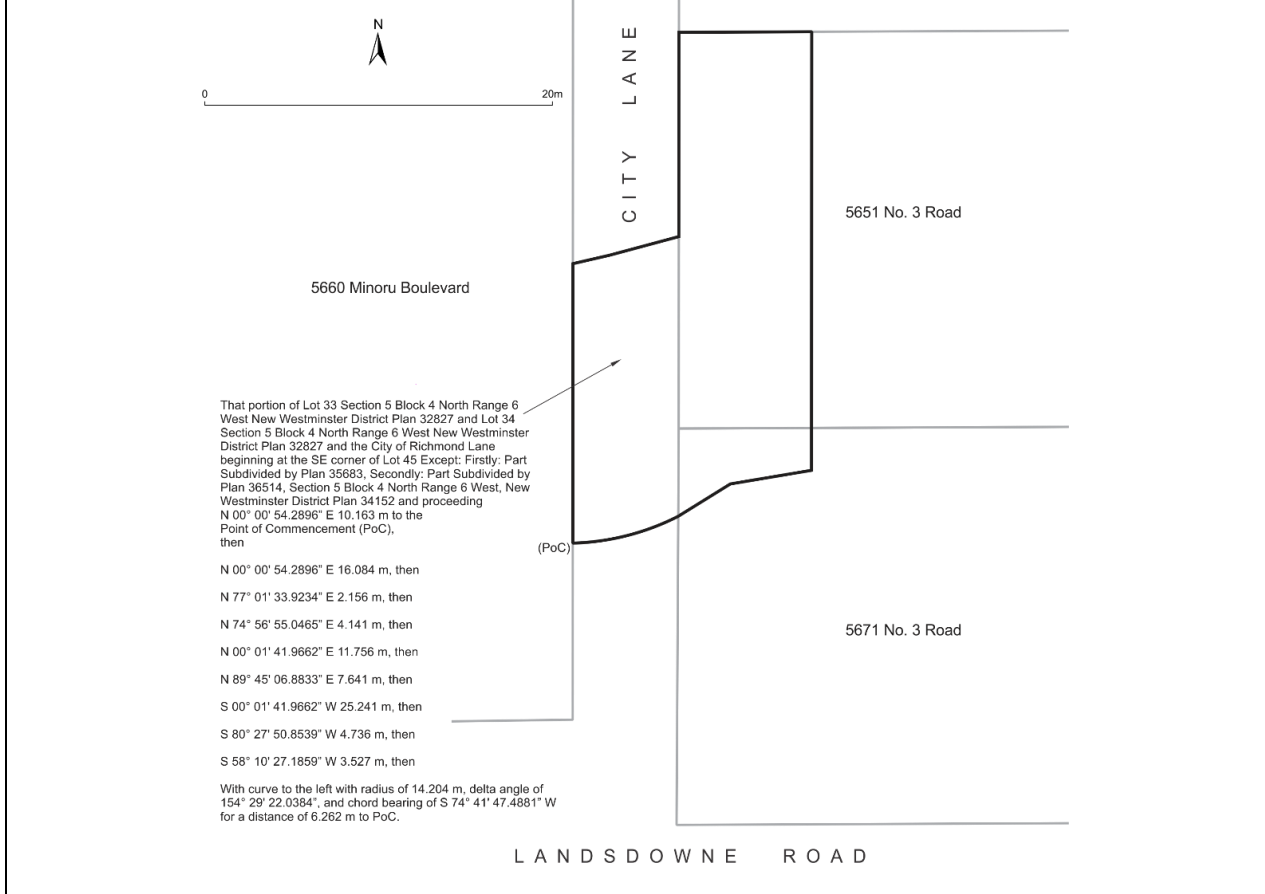 N
0
20m
CITY LANE
5651 No. 3 Road
5660 Minoru Boulevard
That portion of Lot 33 Section 5 Block 4 North Range 6
West New Westminster District Plan 32827 and Lot 34
Section 5 Block 4 North Range 6 West New Westminster
District Plan 32827 and the City of Richmond Lane
beginning at the SE corner of Lot 45 Except: Firstly: Part
Subdivided by Plan 35683, Secondly: Part Subdivided by
Plan 36514, Section 5 Block 4 North Range 6 West, New
Westminster District Plan 34152 and proceeding
N 00° 00' 54.2896" E 10.163 m to the
Point of Commencement (PoC),
then
(PoC)
N 00° 00' 54.2896" E 16.084 m, then
N 77° 01' 33.9234" E 2.156 m, then
N 74° 56' 55.0465" E 4.141 m, then
N 00° 01' 41.9662" E 11.756 m, then
N 89° 45' 06.8833" E 7.641 m, then
S 00° 01' 41.9662" W 25.241 m, then
S 80° 27' 50.8539" W 4.736 m, then
S 58° 10' 27.1859" W 3.527 m, then
With curve to the left with radius of 14.204 m, delta angle of
154° 29' 22.0384", and chord bearing of S 74° 41' 47.4881" W
for a distance of 6.262 m to PoC.
5671 No. 3 Road
LANDSDOWNE ROAD